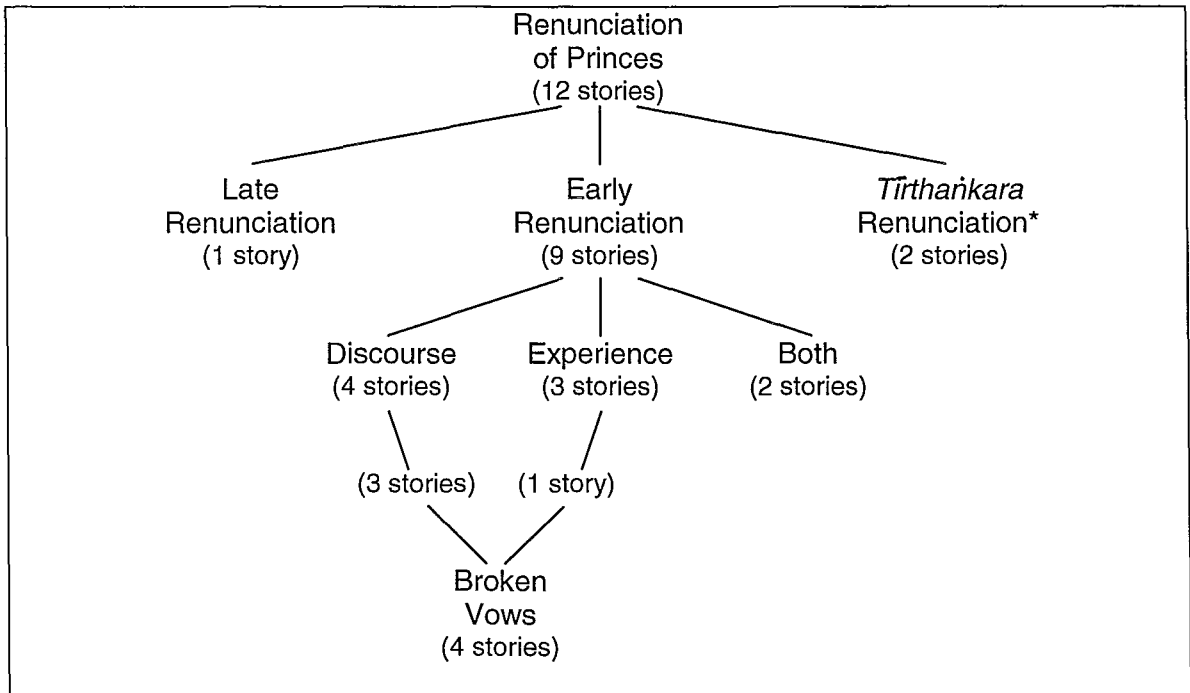 Renunciation
of Princes
(12 stories)
Late
Renunciation
(1 story)
Early
Renunciation
(9 stories)
Tīrthaṅkara
Renunciation*
(2 stories)
Discourse
(4 stories)
Experience
(3 stories)
Both
(2 stories)
(3 stories)
(1 story)
Broken
Vows
(4 stories)